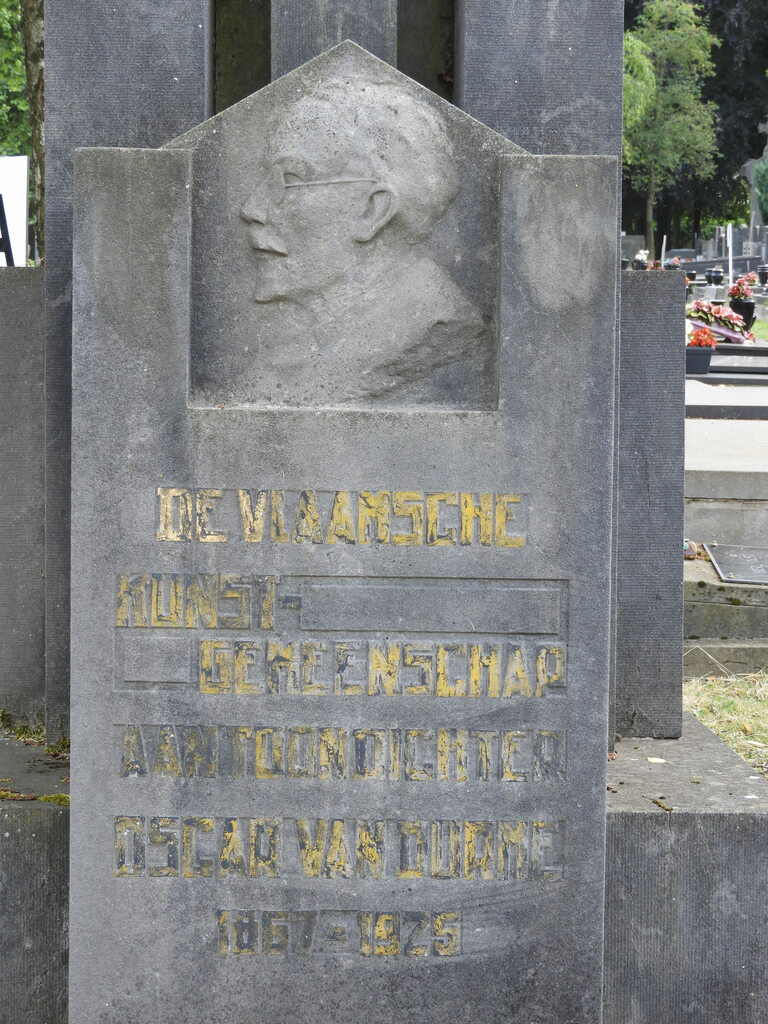 DE VLAAMSCHE
KUNST-
GEMEENSCHAP
AAN TOONDICHTER
OSCAR VAN DURME
1867-1925